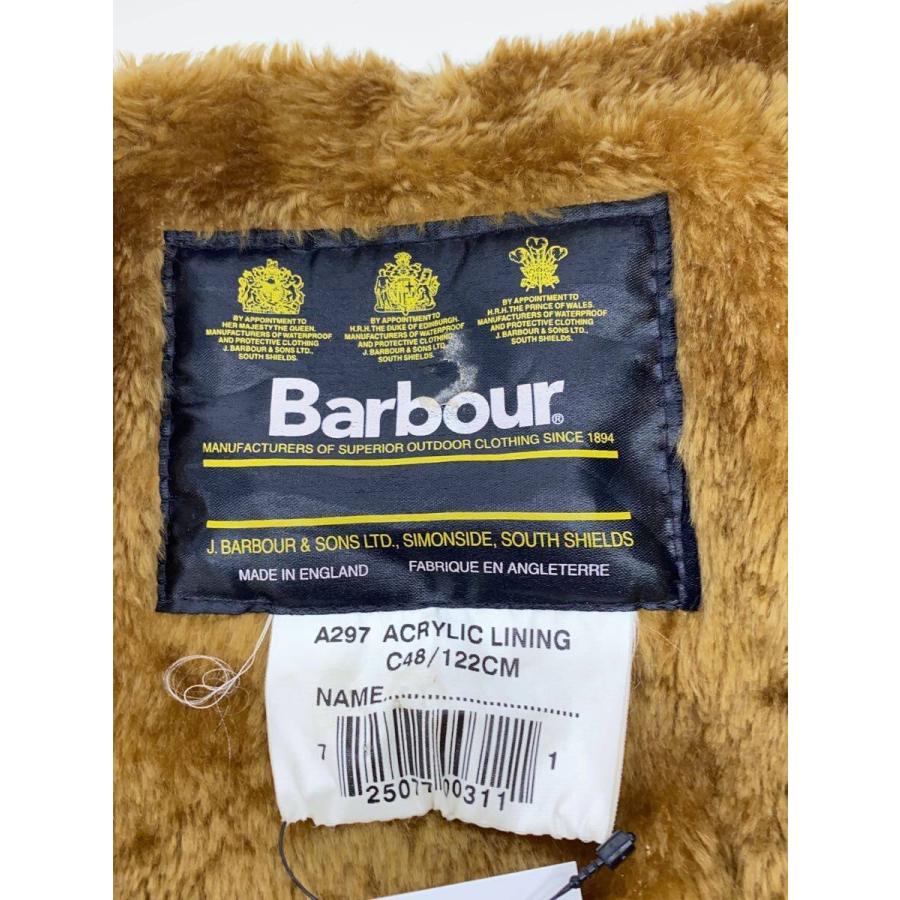 BY APPOINTMENT TO
HER MAJESTY THE QUEEN.
MANUFACTURERS OF WATERPROOF
AND PROTECTIVE CLOTHING
J. BARBOUR & SONS LTD.,
SOUTH SHIELDS
BY APPOINTMENT TO
H.R.H. THE DUKE OF EDINBURGH.
MANUFACTURERS OF WATERPROOF
AND PROTECTIVE CLOTHING
J. BARBOUR & SONS LTD.
SOUTH SHIELDS.
BY APPOINTMENT TO
H.R.H. THE PRINCE OF WALES.
MANUFACTURERS OF WATERPROOF
AND PROTECTIVE CLOTHING
J. BARBOUR & SONS LTD.,
SOUTH SHIELDS.
Barbour®
MANUFACTURERS OF SUPERIOR OUTDOOR CLOTHING SINCE 1894
J. BARBOUR & SONS LTD., SIMONSIDE, SOUTH SHIELDS
MADE IN ENGLAND FABRIQUE EN ANGLETERRE
A297 ACRYLIC LINING
C48/122CM
NAME..............................
7 25077 00311 1